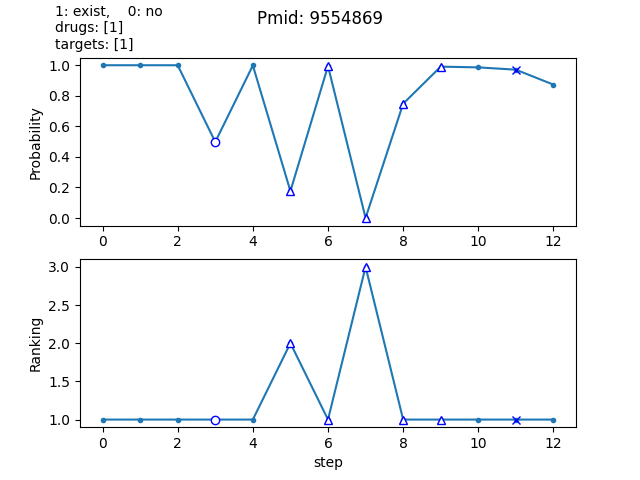 1: exist,    0: no
drugs: [1]
targets: [1]
Pmid: 9554869
Probability
1.0
0.8
0.6
0.4
0.2
0.0
0 2 4 6 8 10 12
Ranking
3.0
2.5
2.0
1.5
1.0
0 2 4 6 8 10 12
step